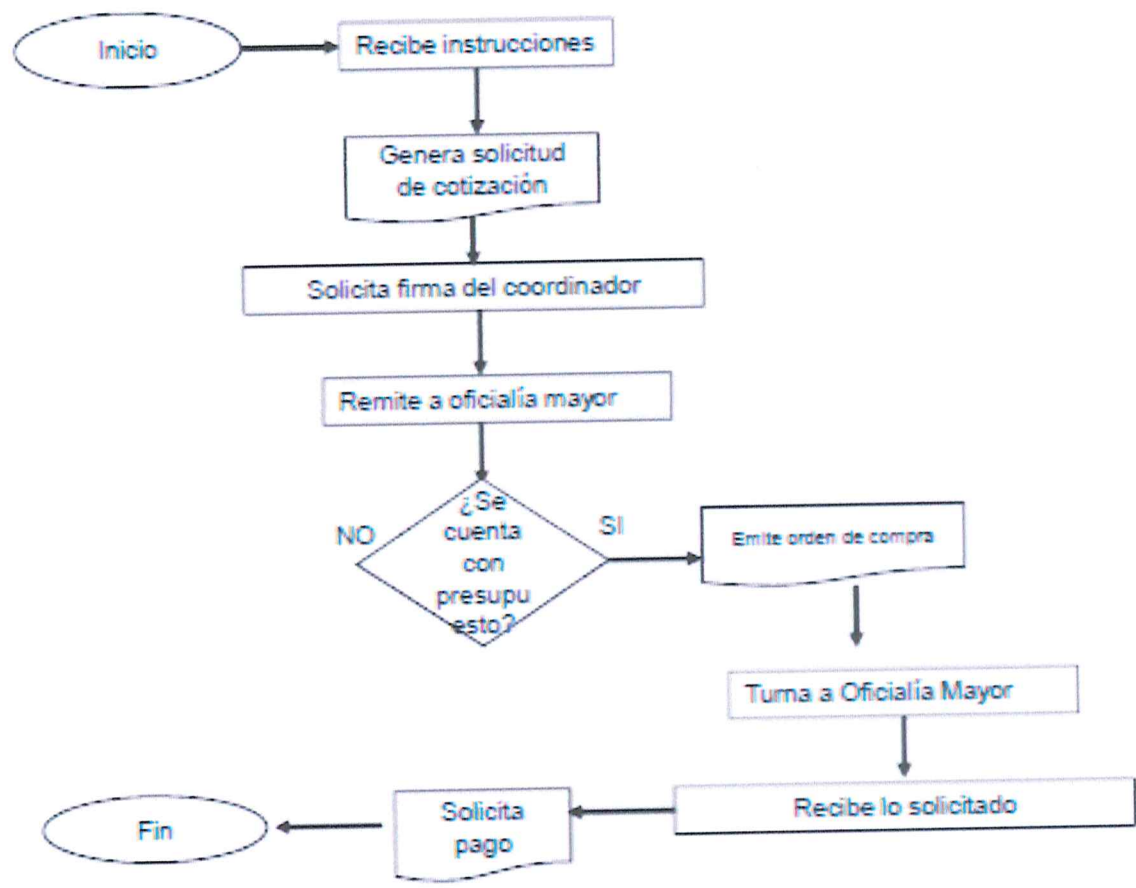 Inicio
Recibe instrucciones
Genera solicitud
de cotización
Solicita firma del coordinador
Remite a oficialía mayor
¿Se
cuenta
con
presupu
esto?
NO
SI
Emite orden de compra
Turna a Oficialía Mayor
Recibe lo solicitado
Solicita
pago
Fin